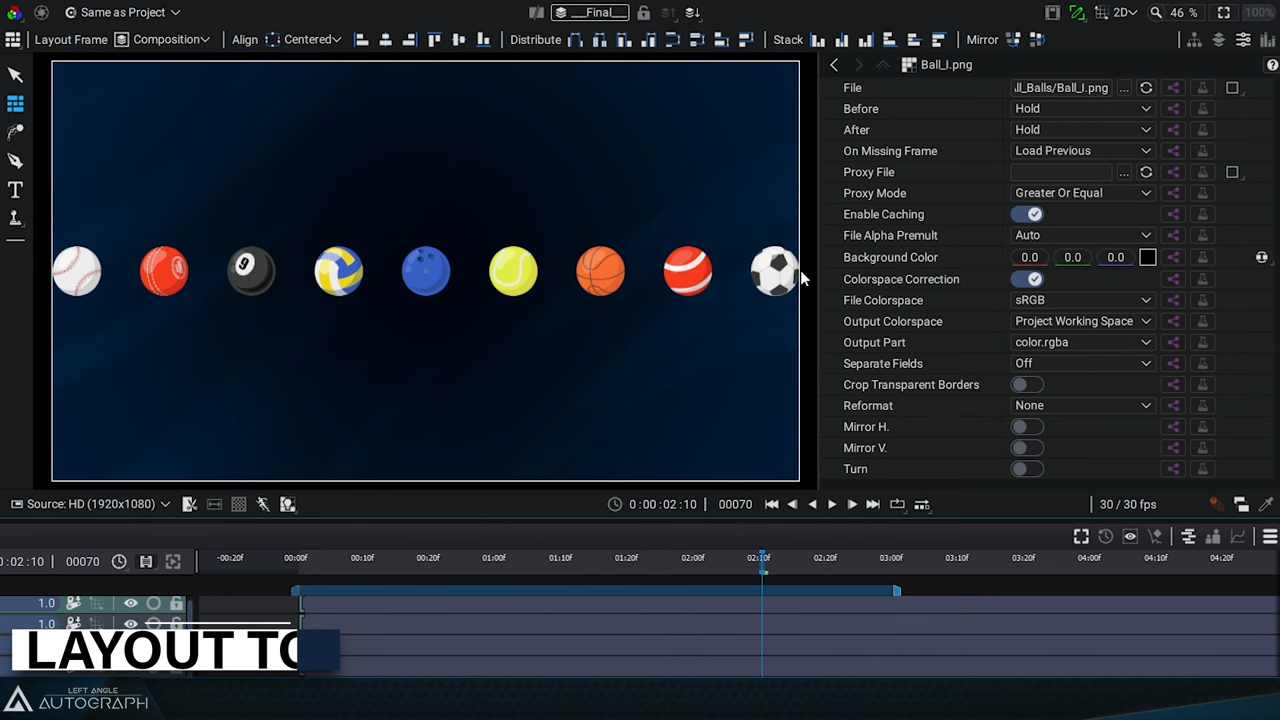 Same as Project
___Final___
2D
46 %
100%
Layout Frame
Composition
Align
Centered
Distribute
Stack
Mirror
Ball_I.png
File
.ll_Balls/Ball_I.png
...
Before
Hold
After
Hold
On Missing Frame
Load Previous
Proxy File
...
Proxy Mode
Greater Or Equal
Enable Caching
File Alpha Premult
Auto
Background Color
0.0
0.0
0.0
Colorspace Correction
File Colorspace
sRGB
Output Colorspace
Project Working Space
Output Part
color.rgba
Separate Fields
Off
Crop Transparent Borders
Reformat
None
Mirror H.
Mirror V.
Turn
9
Source: HD (1920x1080)
0:00:02:10
00070
30 / 30 fps
0:02:10
00070
-00:20f
00:00f
00:10f
00:20f
01:00f
01:10f
01:20f
02:00f
02:10f
02:20f
03:00f
03:10f
03:20f
04:00f
04:10f
04:20f
1.0
1.0
LAYOUT TO
LEFT ANGLE
AUTOGRAPH